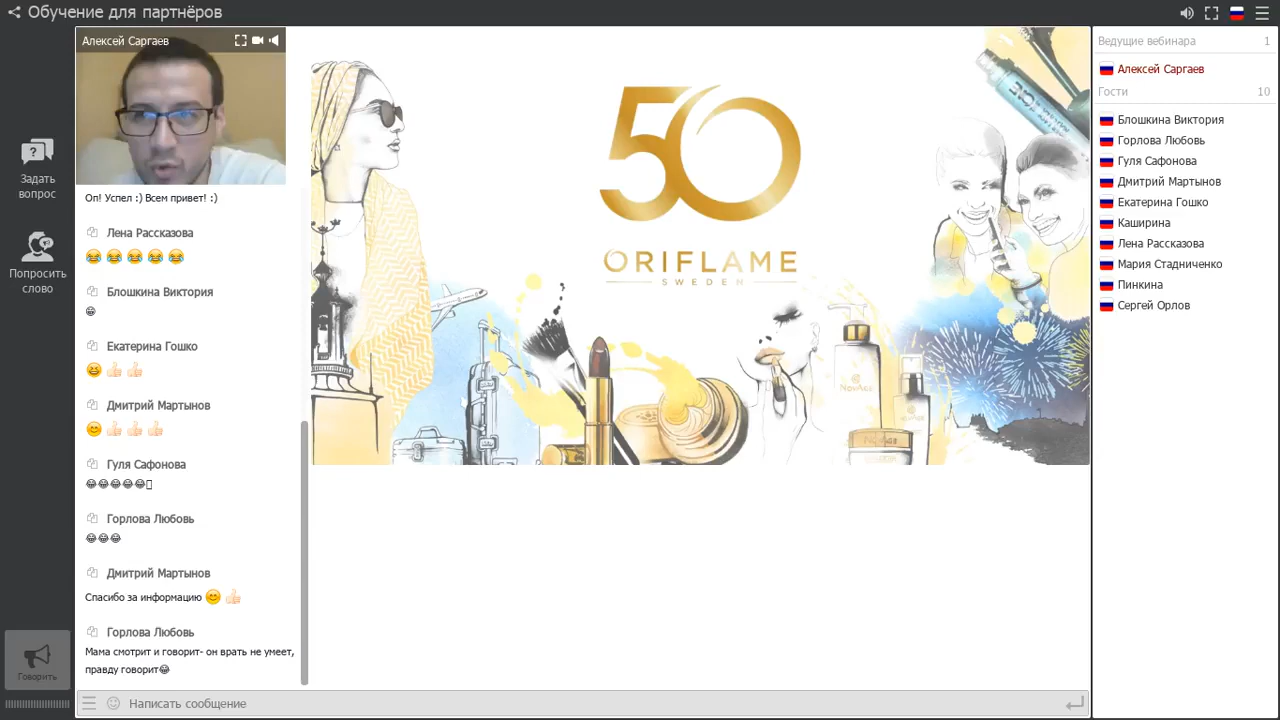 Обучение для партнёров
Задать
вопрос
Попросить
слово
Говорить
Алексей Саргаев
Оп! Успел :) Всем привет! :)
Лена Рассказова
😂 😂 😂 😂 😂
Блошкина Виктория
😁
Екатерина Гошко
😄 👍 👍
Дмитрий Мартынов
😊 👍 👍 👍
Гуля Сафонова
😂😂😂😂😂
Горлова Любовь
😂😂😂
Дмитрий Мартынов
Спасибо за информацию 😊 👍
Горлова Любовь
Мама смотрит и говорит- он врать не умеет,
правду говорит😂
Написать сообщение
50
ORIFLAME
SWEDEN
NOVAGE
Ведущие вебинара 1
Алексей Саргаев
Гости 10
Блошкина Виктория
Горлова Любовь
Гуля Сафонова
Дмитрий Мартынов
Екатерина Гошко
Каширина
Лена Рассказова
Мария Стадниченко
Пинкина
Сергей Орлов